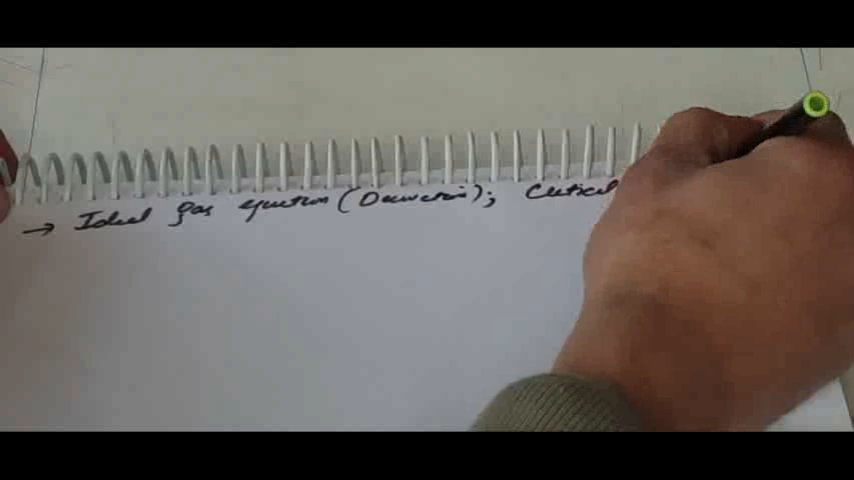 → Ideal gas equation (Derivation); Critical